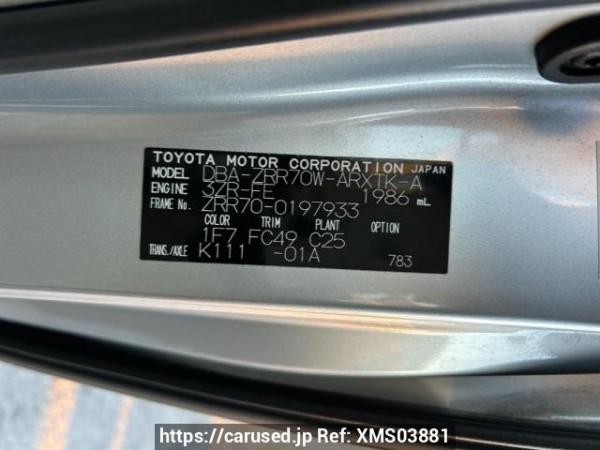 TOYOTA MOTOR CORPORATION JAPAN
MODEL DBA-ZRR70W-ARXTK-A
ENGINE 3ZR-FE 1986 mL
FRAME No. ZRR70-0197933
COLOR TRIM PLANT OPTION
1F7 FC49 C25
TRANS./AXLE K111 -01A 783
https://carused.jp Ref: XMS03881